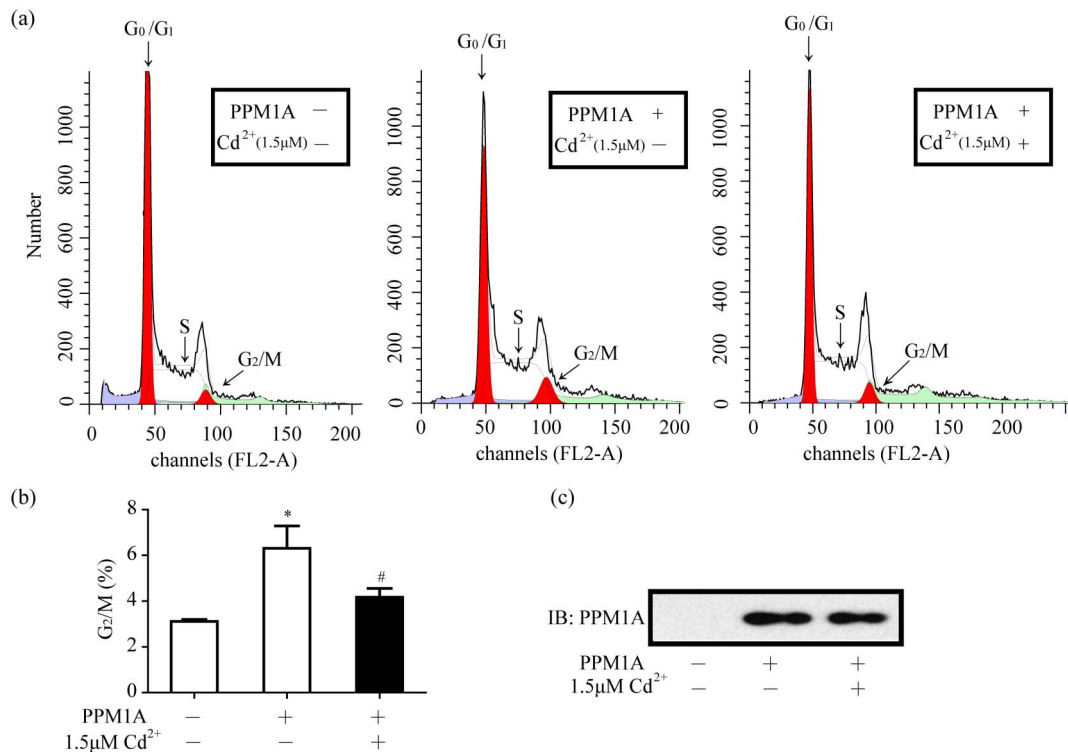 (a)
G₀/G₁
PPM1A −
Cd²⁺(1.5μM) −
Number
0 200 400 600 800 1000
S
G₂/M
0 50 100 150 200
channels (FL2-A)
G₀/G₁
PPM1A +
Cd²⁺(1.5μM) −
0 200 400 600 800 1000
S
G₂/M
0 50 100 150 200
channels (FL2-A)
G₀/G₁
PPM1A +
Cd²⁺(1.5μM) +
0 200 400 600 800 1000
S
G₂/M
0 50 100 150 200
channels (FL2-A)
(b)
G₂/M (%)
8
6
4
2
0
*
#
PPM1A − + +
1.5μM Cd²⁺ − − +
(c)
IB: PPM1A
PPM1A − + +
1.5μM Cd²⁺ − − +